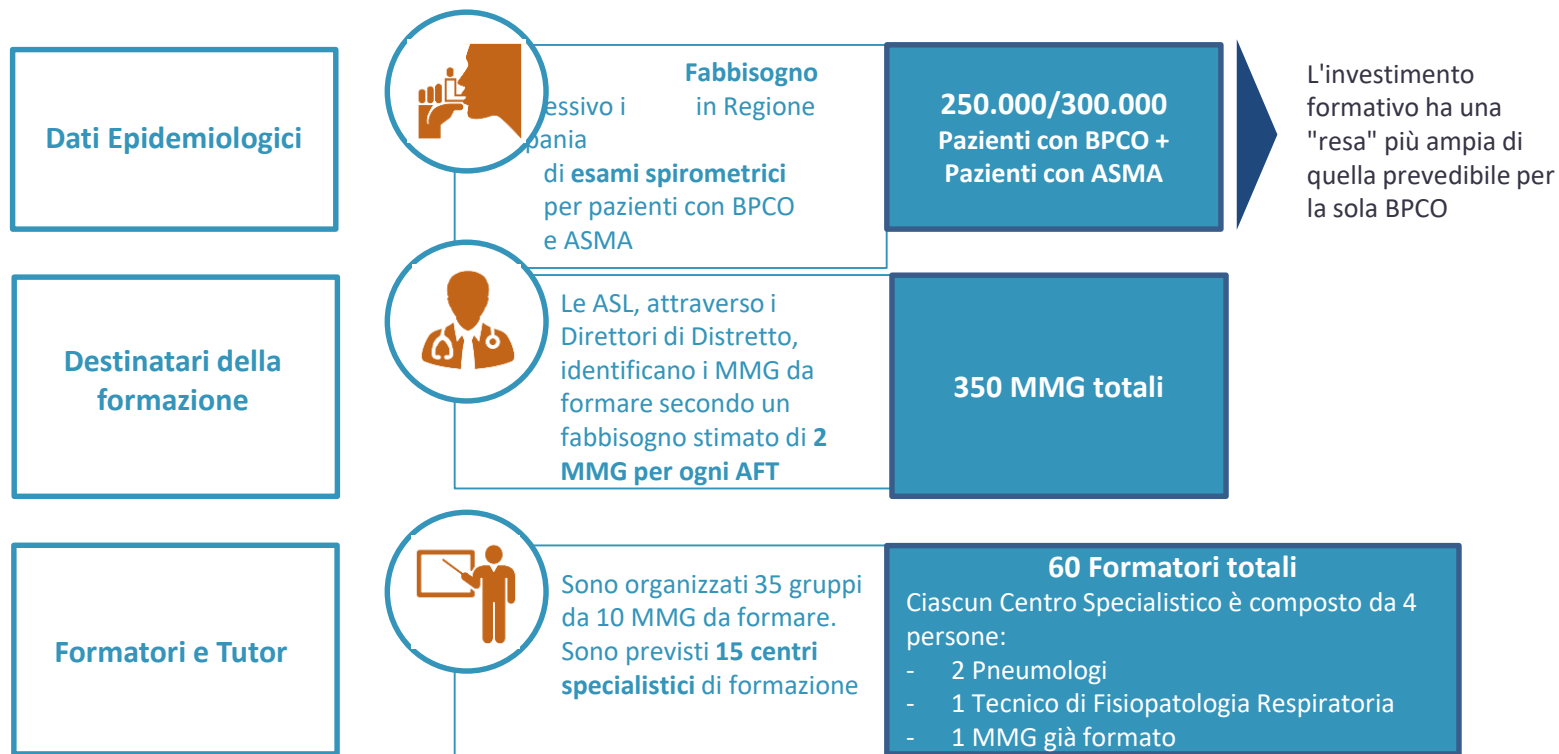 Dati Epidemiologici
Fabbisogno
essivo i in Regione
pania
di esami spirometrici
per pazienti con BPCO
e ASMA
250.000/300.000
Pazienti con BPCO +
Pazienti con ASMA
L'investimento
formativo ha una
"resa" più ampia di
quella prevedibile per
la sola BPCO
Destinatari della
formazione
Le ASL, attraverso i
Direttori di Distretto,
identificano i MMG da
formare secondo un
fabbisogno stimato di 2
MMG per ogni AFT
350 MMG totali
Formatori e Tutor
Sono organizzati 35 gruppi
da 10 MMG da formare.
Sono previsti 15 centri
specialistici di formazione
60 Formatori totali
Ciascun Centro Specialistico è composto da 4
persone:
- 2 Pneumologi
- 1 Tecnico di Fisiopatologia Respiratoria
- 1 MMG già formato